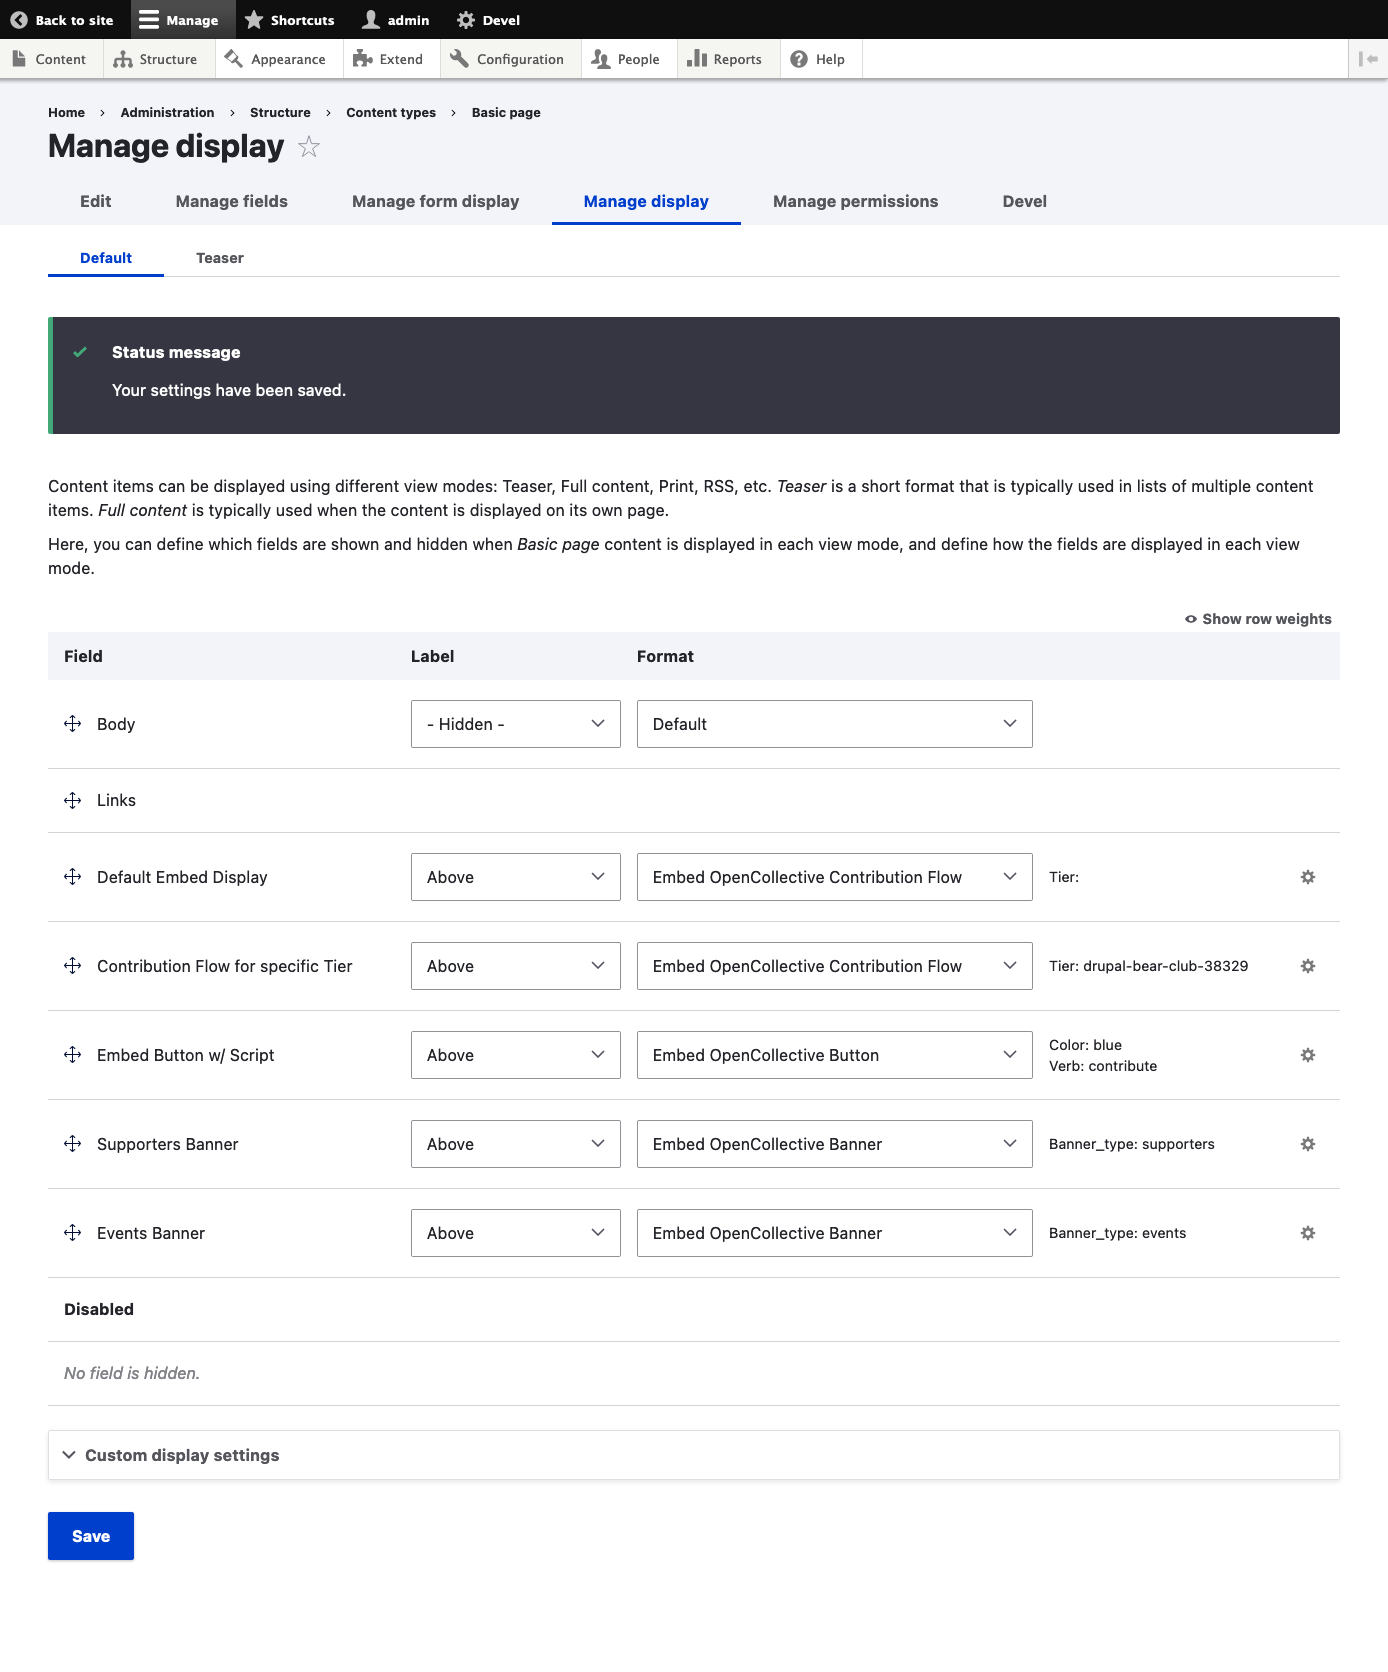 Back to site Manage Shortcuts admin Devel
Content Structure Appearance Extend Configuration People Reports Help
Home › Administration › Structure › Content types › Basic page
Manage display
Edit Manage fields Manage form display Manage display Manage permissions Devel
Default Teaser
Status message
Your settings have been saved.
Content items can be displayed using different view modes: Teaser, Full content, Print, RSS, etc. Teaser is a short format that is typically used in lists of multiple content
items. Full content is typically used when the content is displayed on its own page.
Here, you can define which fields are shown and hidden when Basic page content is displayed in each view mode, and define how the fields are displayed in each view
mode.
Show row weights
Field Label Format
Body - Hidden - Default
Links
Default Embed Display Above Embed OpenCollective Contribution Flow Tier:
Contribution Flow for specific Tier Above Embed OpenCollective Contribution Flow Tier: drupal-bear-club-38329
Embed Button w/ Script Above Embed OpenCollective Button Color: blue
Verb: contribute
Supporters Banner Above Embed OpenCollective Banner Banner_type: supporters
Events Banner Above Embed OpenCollective Banner Banner_type: events
Disabled
No field is hidden.
Custom display settings
Save